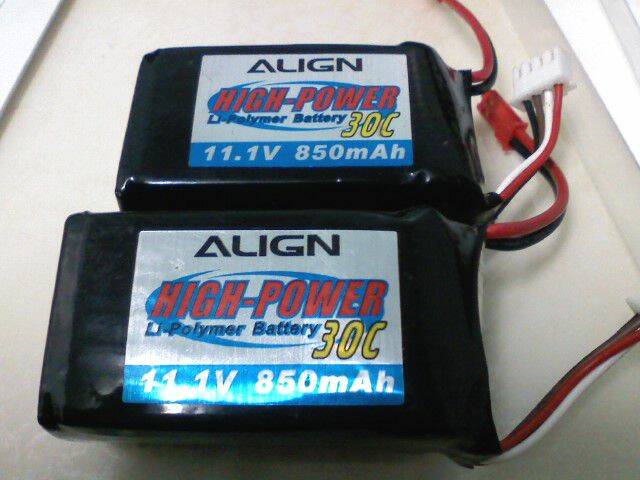 ALIGN
HIGH-POWER
Li-Polymer Battery
30C
11.1V 850mAh
ALIGN
HIGH-POWER
Li-Polymer Battery
30C
11.1V 850mAh